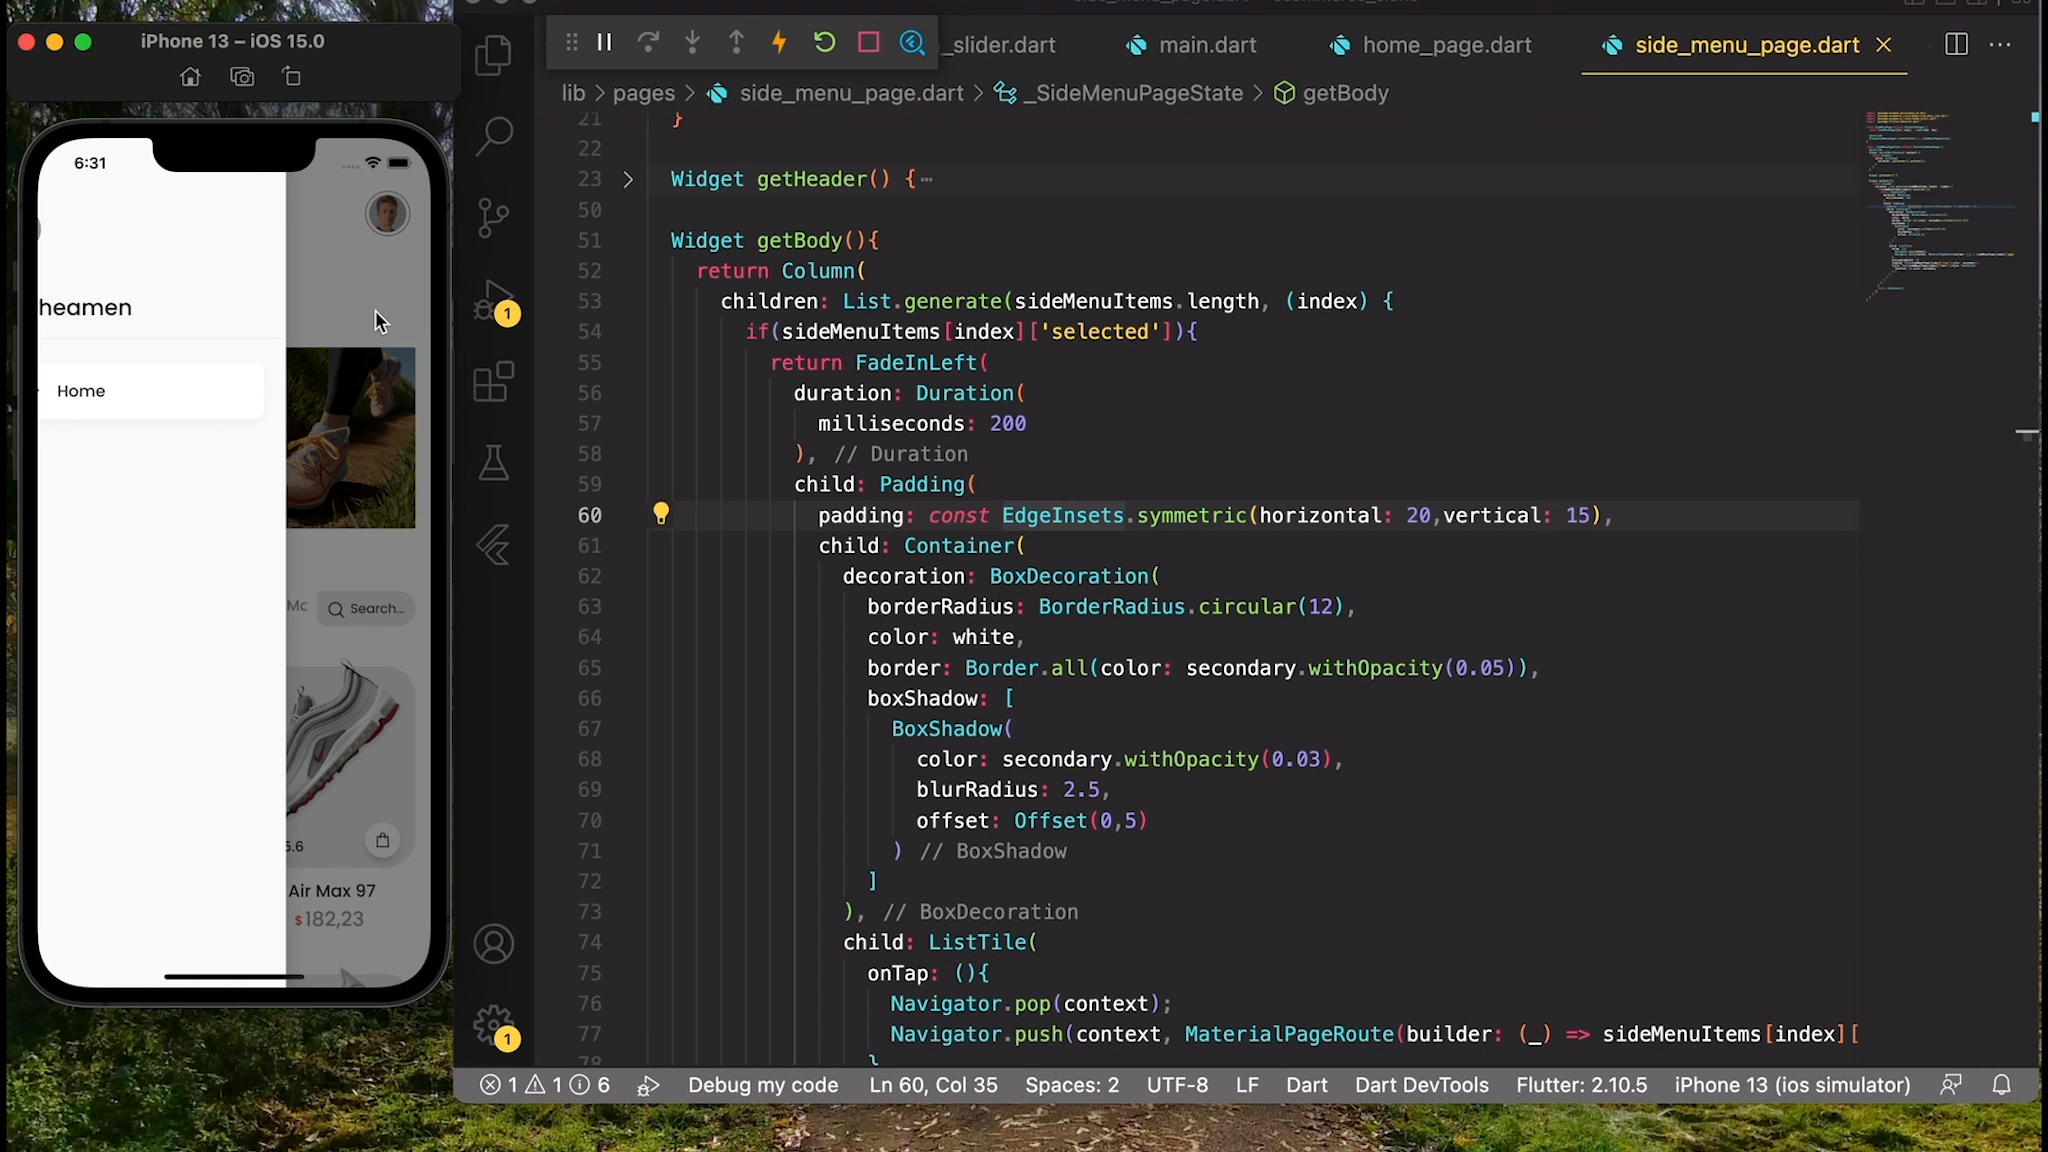 iPhone 13 – iOS 15.0
6:31
heamen
Home
Mc
Search...
5.6
Air Max 97
$182,23
_slider.dart
main.dart
home_page.dart
side_menu_page.dart
lib > pages > side_menu_page.dart > _SideMenuPageState > getBody
21 }
22
23 Widget getHeader() {
50
51 Widget getBody(){
52 return Column(
53 children: List.generate(sideMenuItems.length, (index) {
54 if(sideMenuItems[index]['selected']){
55 return FadeInLeft(
56 duration: Duration(
57 milliseconds: 200
58 ), // Duration
59 child: Padding(
60 padding: const EdgeInsets.symmetric(horizontal: 20,vertical: 15),
61 child: Container(
62 decoration: BoxDecoration(
63 borderRadius: BorderRadius.circular(12),
64 color: white,
65 border: Border.all(color: secondary.withOpacity(0.05)),
66 boxShadow: [
67 BoxShadow(
68 color: secondary.withOpacity(0.03),
69 blurRadius: 2.5,
70 offset: Offset(0,5)
71 ) // BoxShadow
72 ]
73 ), // BoxDecoration
74 child: ListTile(
75 onTap: (){
76 Navigator.pop(context);
77 Navigator.push(context, MaterialPageRoute(builder: (_) => sideMenuItems[index][
78 }
1
1
1 1 6 Debug my code Ln 60, Col 35 Spaces: 2 UTF-8 LF Dart Dart DevTools Flutter: 2.10.5 iPhone 13 (ios simulator)